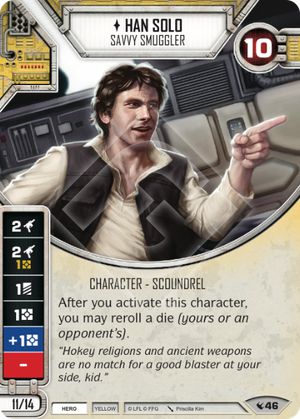 HAN SOLO
SAVVY SMUGGLER
10
2
2
1
1
1
+1
-
11/14
CHARACTER - SCOUNDREL
After you activate this character,
you may reroll a die (yours or an
opponent's).
"Hokey religions and ancient weapons
are no match for a good blaster at your
side, kid."
HERO
YELLOW
© LFL © FFG
Priscilla Kim
46